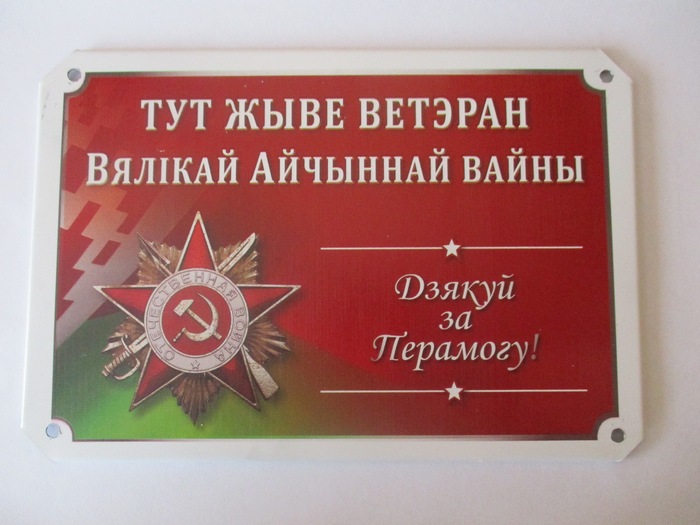 ТУТ ЖЫВЕ ВЕТЭРАН
ВЯЛІКАЙ АЙЧЫННАЙ ВАЙНЫ
Дзякуй
за
Перамогу!
ОТЕЧЕСТВЕННАЯ ВОЙНА